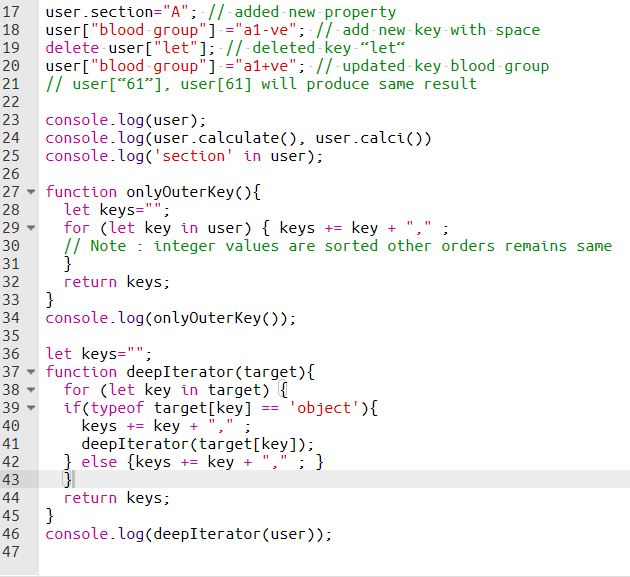 17 user.section="A"; // added new property
18 user["blood group"] ="a1-ve"; // add new key with space
19 delete user["let"]; // deleted key “let“
20 user["blood group"] ="a1+ve"; // updated key blood group
21 // user[“61”], user[61] will produce same result
22
23 console.log(user);
24 console.log(user.calculate(), user.calci())
25 console.log('section' in user);
26
27 function onlyOuterKey(){
28 let keys="";
29 for (let key in user) { keys += key + "," ;
30 // Note : integer values are sorted other orders remains same
31 }
32 return keys;
33 }
34 console.log(onlyOuterKey());
35
36 let keys="";
37 function deepIterator(target){
38 for (let key in target) {
39 if(typeof target[key] == 'object'){
40 keys += key + "," ;
41 deepIterator(target[key]);
42 } else {keys += key + "," ; }
43 }
44 return keys;
45 }
46 console.log(deepIterator(user));
47